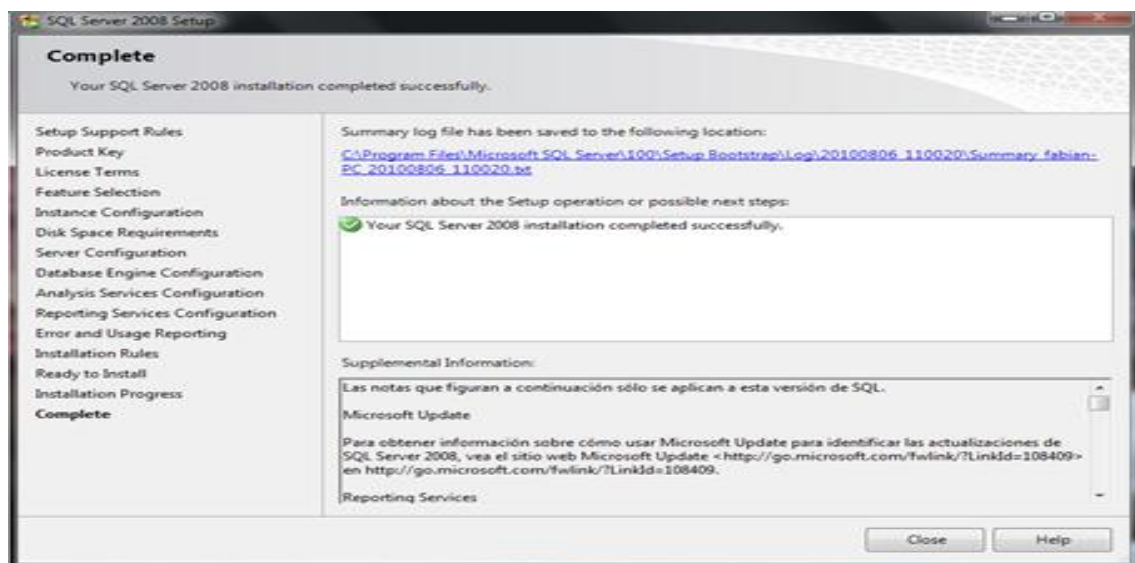 SQL Server 2008 Setup
Complete
Your SQL Server 2008 installation completed successfully.
Setup Support Rules
Product Key
License Terms
Feature Selection
Instance Configuration
Disk Space Requirements
Server Configuration
Database Engine Configuration
Analysis Services Configuration
Reporting Services Configuration
Error and Usage Reporting
Installation Rules
Ready to Install
Installation Progress
Complete
Summary log file has been saved to the following location:
C:\Program Files\Microsoft SQL Server\100\Setup Bootstrap\Log\20100806_110020\Summary_fabian-
PC_20100806_110020.txt
Information about the Setup operation or possible next steps:
Your SQL Server 2008 installation completed successfully.
Supplemental Information:
Las notas que figuran a continuación sólo se aplican a esta versión de SQL.
Microsoft Update
Para obtener información sobre cómo usar Microsoft Update para identificar las actualizaciones de
SQL Server 2008, vea el sitio web Microsoft Update <http://go.microsoft.com/fwlink/?LinkId=108409>
en http://go.microsoft.com/fwlink/?LinkId=108409.
Reporting Services
Close
Help